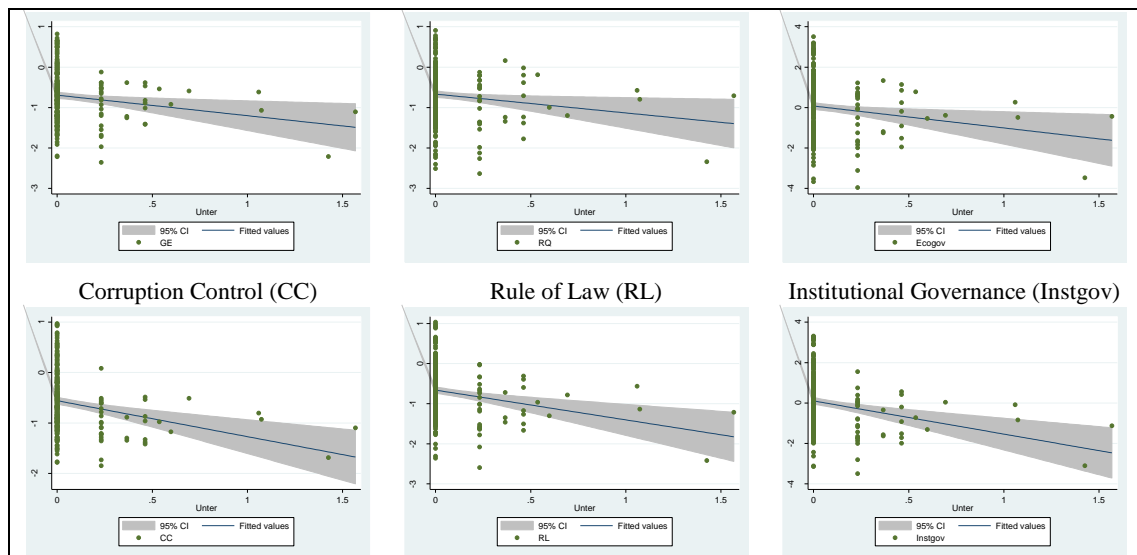 1
0
-1
-2
-3
0 .5 1 1.5
Unter
95% CI Fitted values
GE
1
0
-1
-2
-3
0 .5 1 1.5
Unter
95% CI Fitted values
RQ
4
2
0
-2
-4
0 .5 1 1.5
Unter
95% CI Fitted values
Ecogov
Corruption Control (CC) Rule of Law (RL) Institutional Governance (Instgov)
1
0
-1
-2
0 .5 1 1.5
Unter
95% CI Fitted values
CC
1
0
-1
-2
-3
0 .5 1 1.5
Unter
95% CI Fitted values
RL
4
2
0
-2
-4
0 .5 1 1.5
Unter
95% CI Fitted values
Instgov